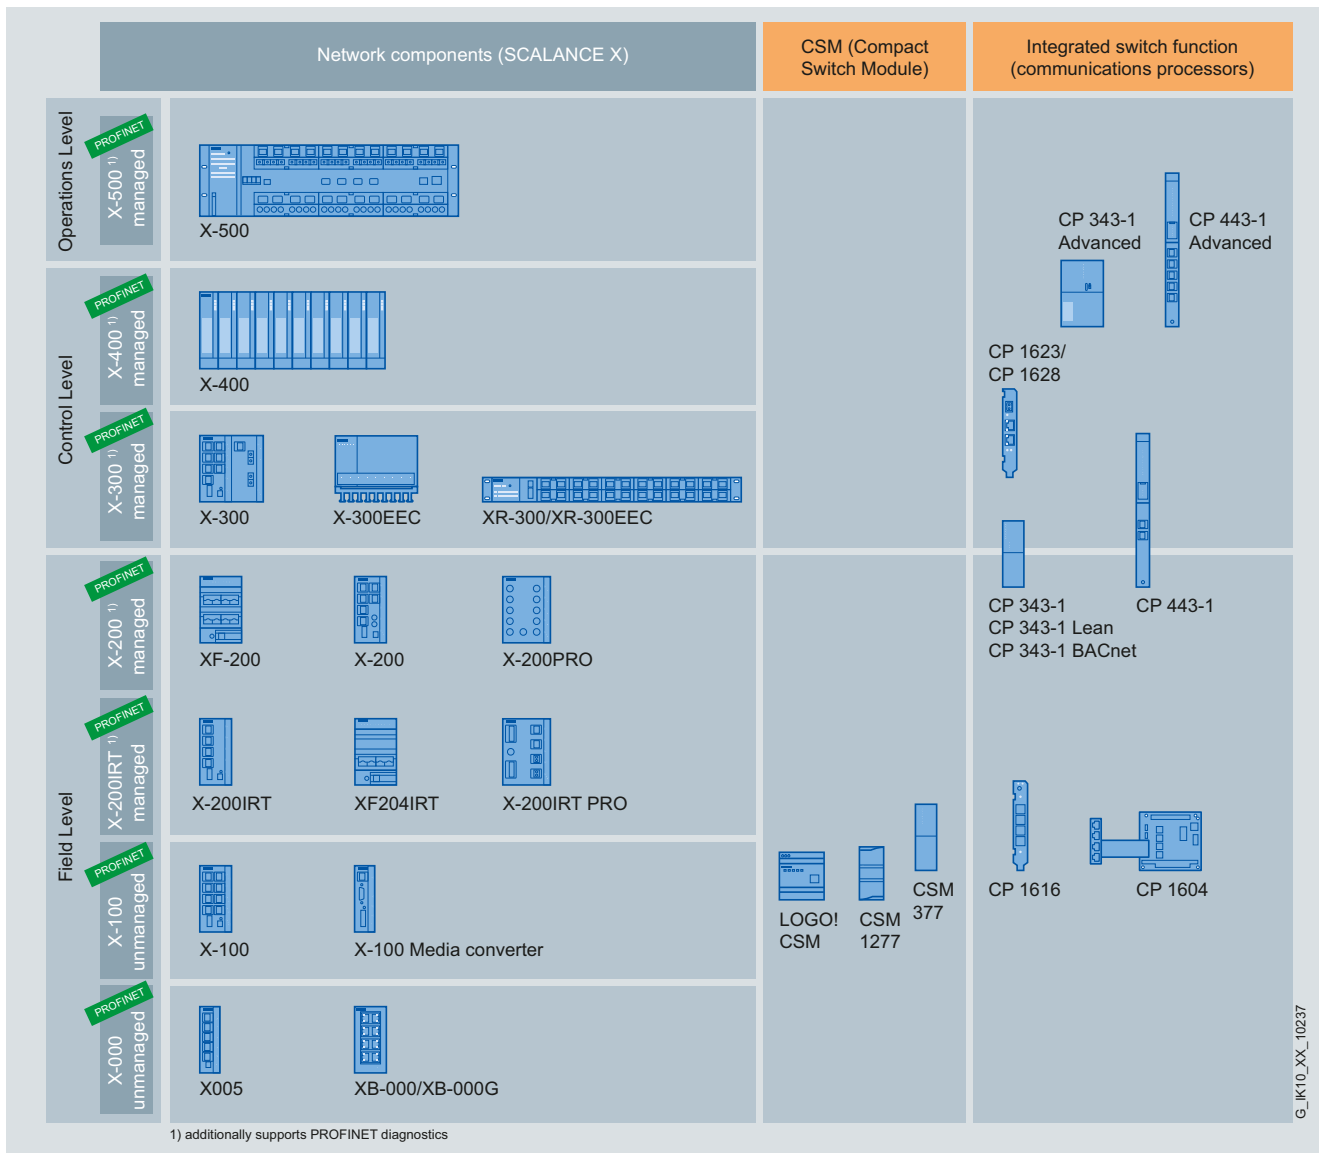 Network components (SCALANCE X)
CSM (Compact
Switch Module)
Integrated switch function
(communications processors)
Operations Level
PROFINET
X-500 1)
managed
X-500
CP 343-1
Advanced
CP 443-1
Advanced
Control Level
PROFINET
X-400 1)
managed
X-400
CP 1623/
CP 1628
PROFINET
X-300 1)
managed
X-300
X-300EEC
XR-300/XR-300EEC
Field Level
PROFINET
X-200 1)
managed
XF-200
X-200
X-200PRO
CP 343-1
CP 343-1 Lean
CP 343-1 BACnet
CP 443-1
PROFINET
X-200IRT 1)
managed
X-200IRT
XF204IRT
X-200IRT PRO
PROFINET
X-100
unmanaged
X-100
X-100 Media converter
LOGO!
CSM
CSM
1277
CSM
377
CP 1616
CP 1604
PROFINET
X-000
unmanaged
X005
XB-000/XB-000G
1) additionally supports PROFINET diagnostics
G_IK10_XX_10237